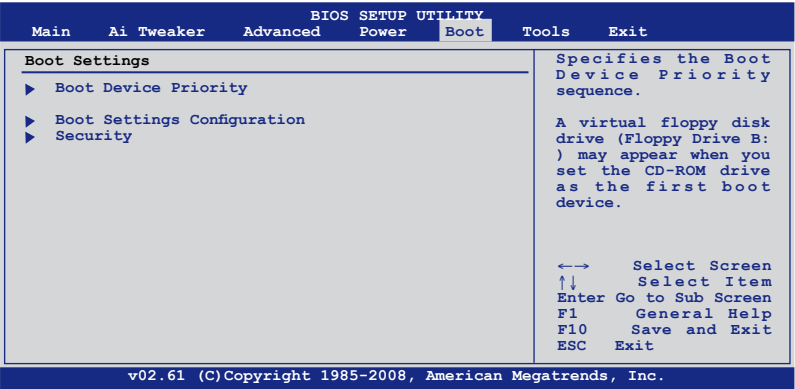 BIOS SETUP UTILITY
Main Ai Tweaker Advanced Power Boot Tools Exit
Boot Settings
Boot Device Priority
Boot Settings Configuration
Security
Specifies the Boot
Device Priority
sequence.
A virtual floppy disk
drive (Floppy Drive B:
) may appear when you
set the CD-ROM drive
as the first boot
device.
←→ Select Screen
↑↓ Select Item
Enter Go to Sub Screen
F1 General Help
F10 Save and Exit
ESC Exit
v02.61 (C)Copyright 1985-2008, American Megatrends, Inc.